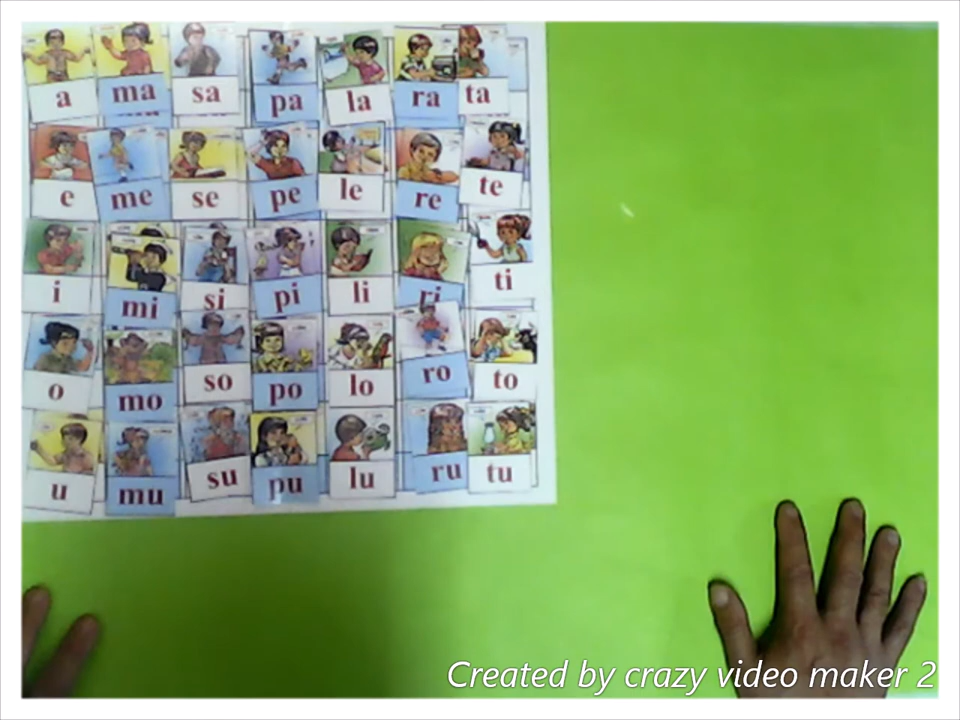 a ma sa pa la ra ta
e me se pe le re te
i mi si pi li ri ti
o mo so po lo ro to
u mu su pu lu ru tu
Created by crazy video maker 2